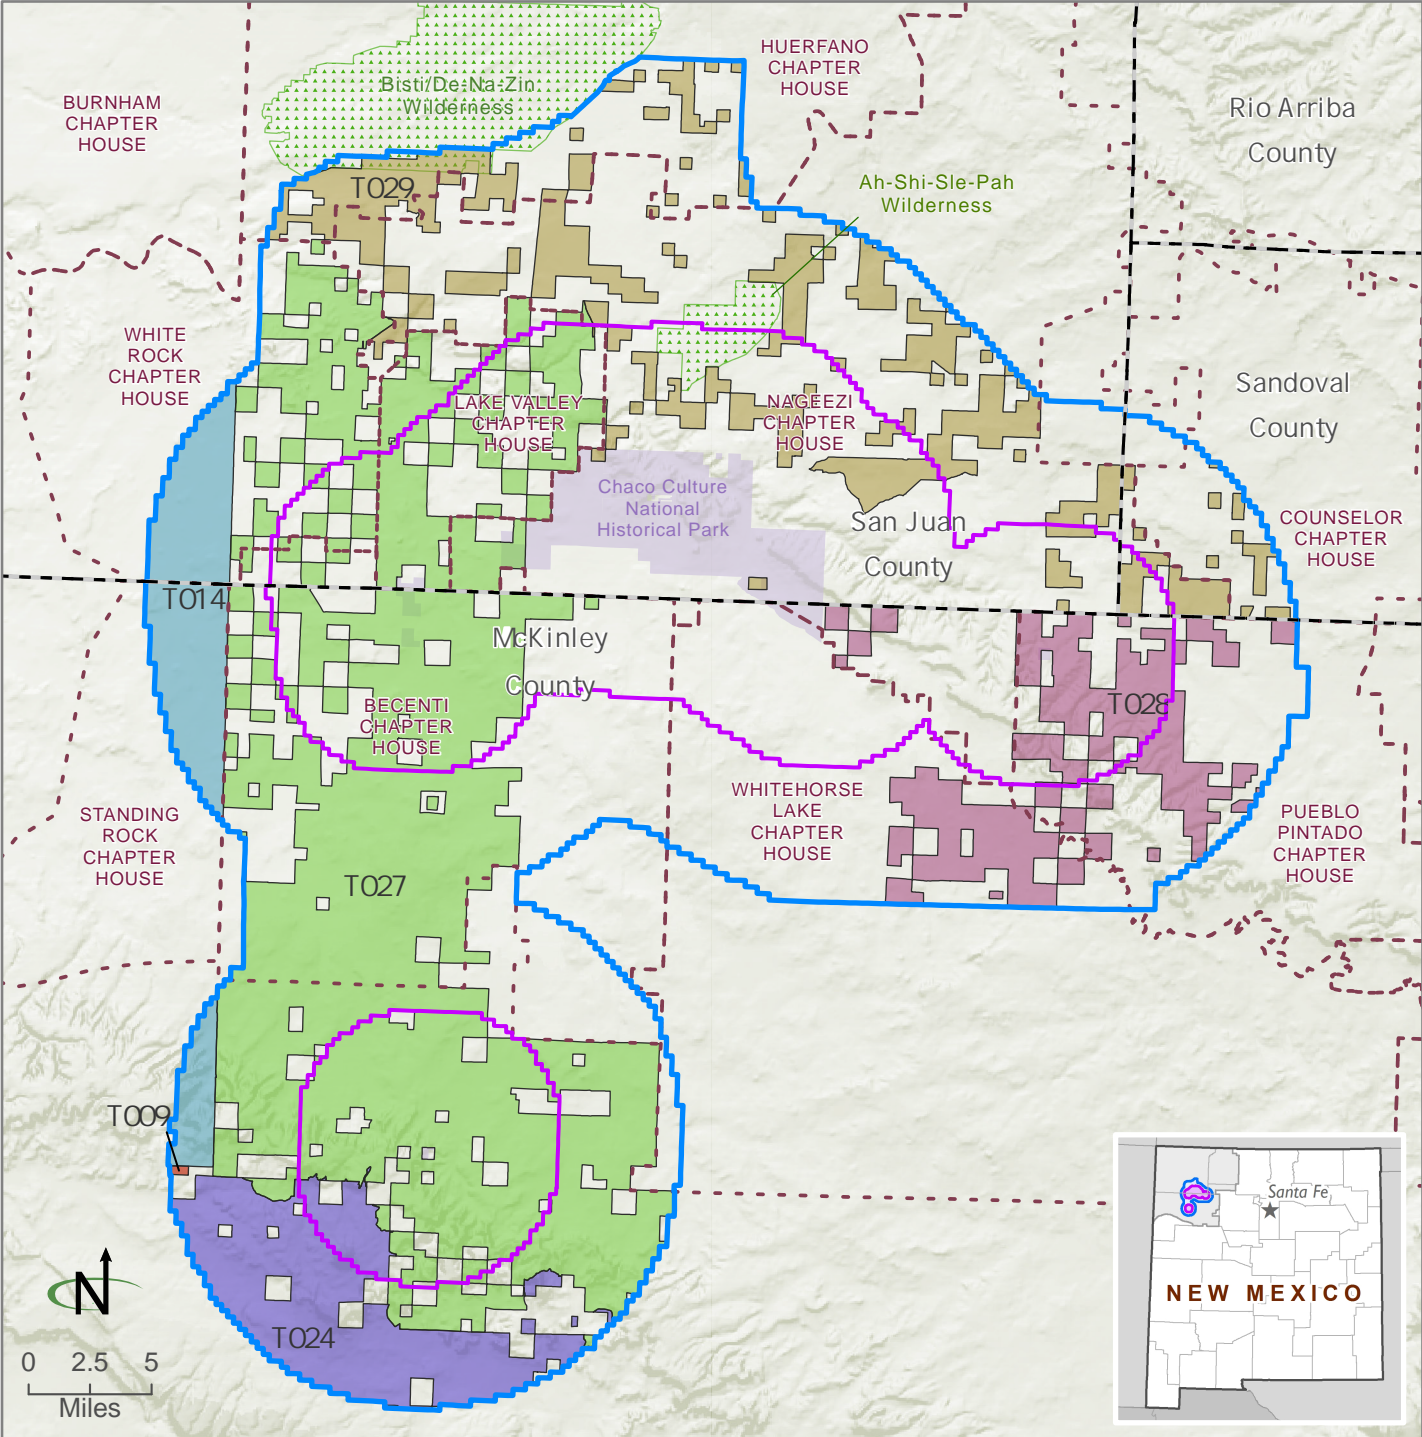 HUERFANO
CHAPTER
HOUSE
Bisti/De-Na-Zin
Wilderness
BURNHAM
CHAPTER
HOUSE
Rio Arriba
County
T029
Ah-Shi-Sle-Pah
Wilderness
WHITE
ROCK
CHAPTER
HOUSE
Sandoval
County
LAKE VALLEY
CHAPTER
HOUSE
NAGEEZI
CHAPTER
HOUSE
Chaco Culture
National
Historical Park
San Juan
County
COUNSELOR
CHAPTER
HOUSE
T014
McKinley
County
BECENTI
CHAPTER
HOUSE
T028
WHITEHORSE
LAKE
CHAPTER
HOUSE
STANDING
ROCK
CHAPTER
HOUSE
PUEBLO
PINTADO
CHAPTER
HOUSE
T027
T009
T024
N
0 2.5 5
Miles
Santa Fe
NEW MEXICO